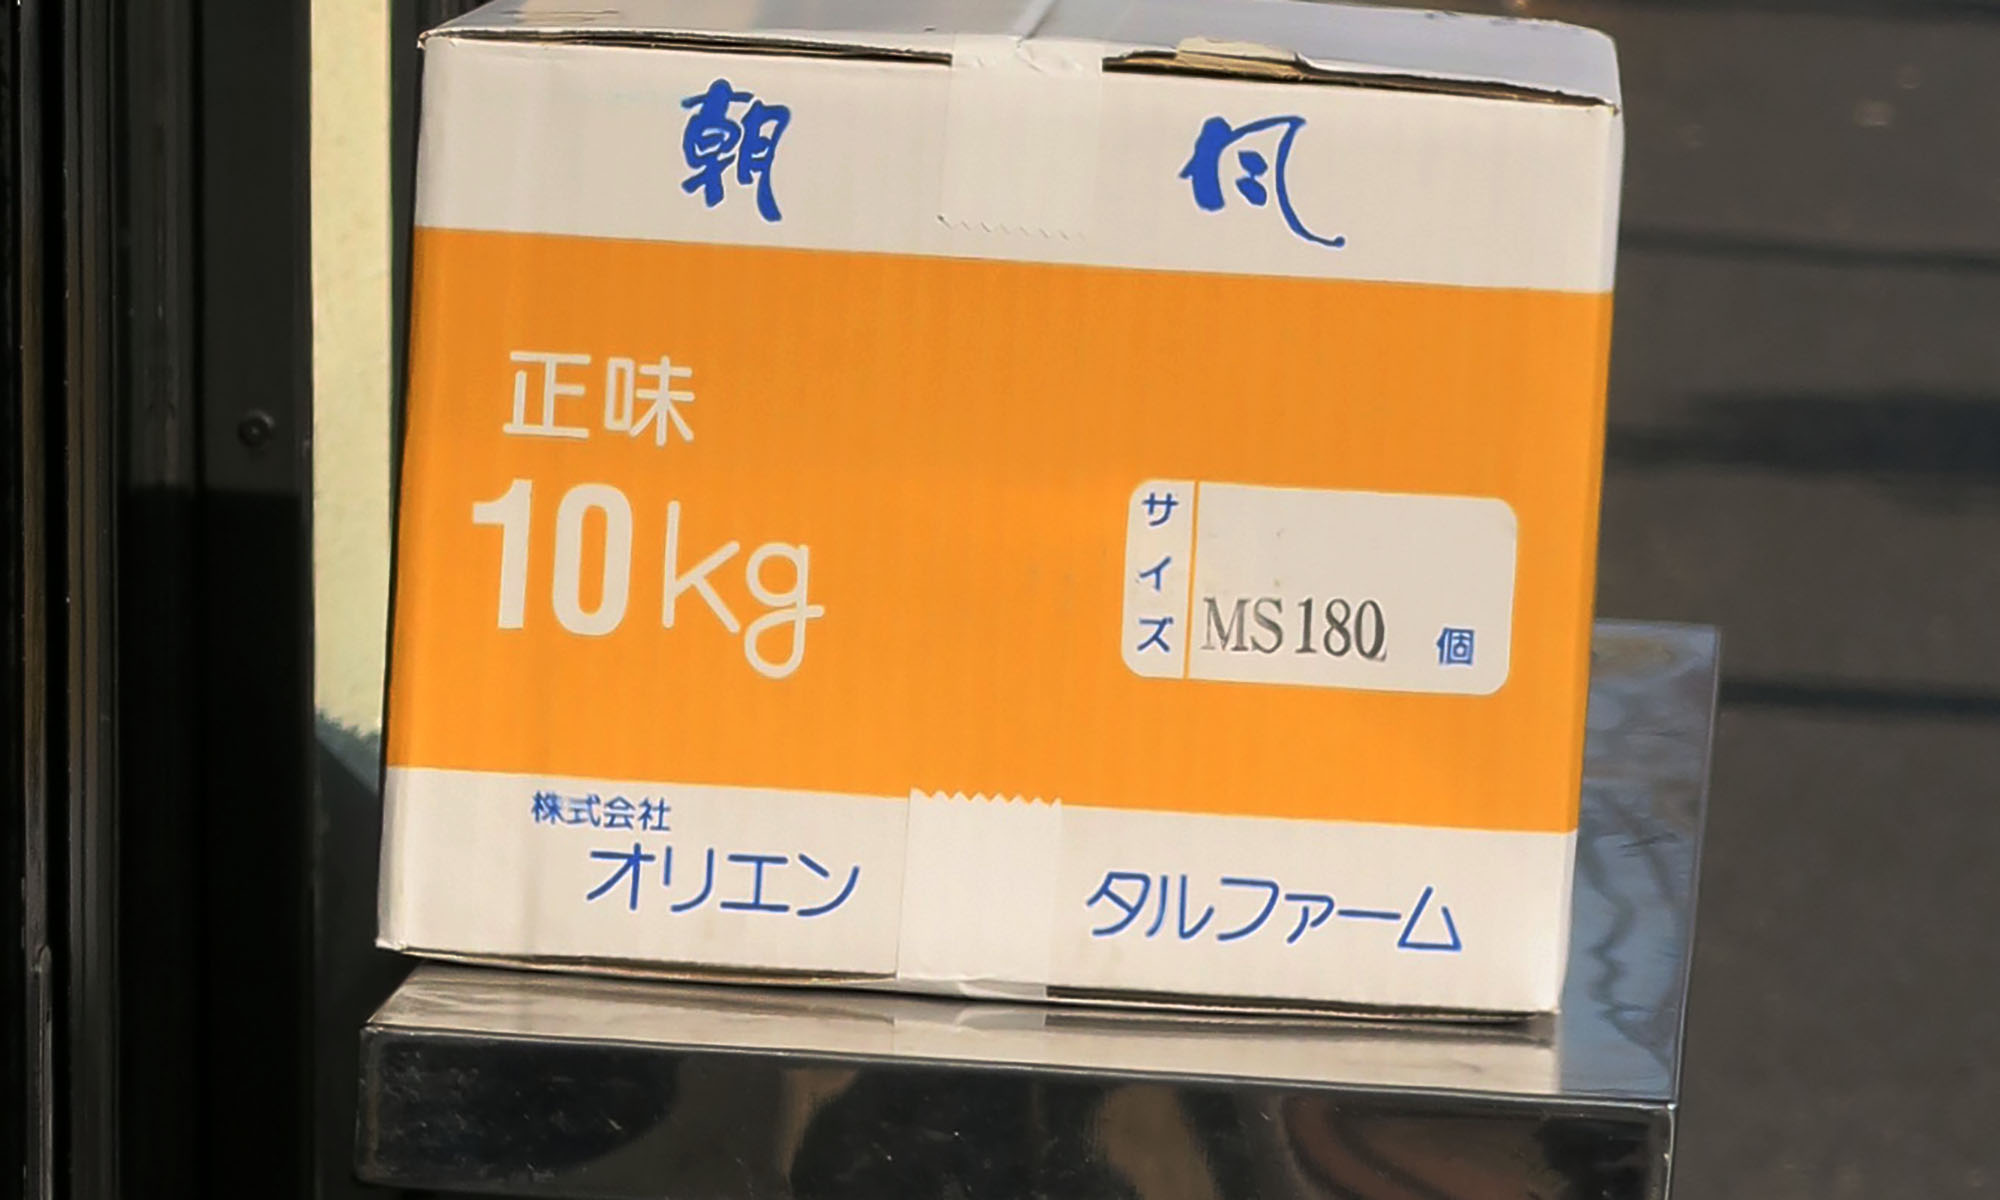 朝風
正味
10kg
サイズ
MS180 個
株式会社
オリエンタルファーム